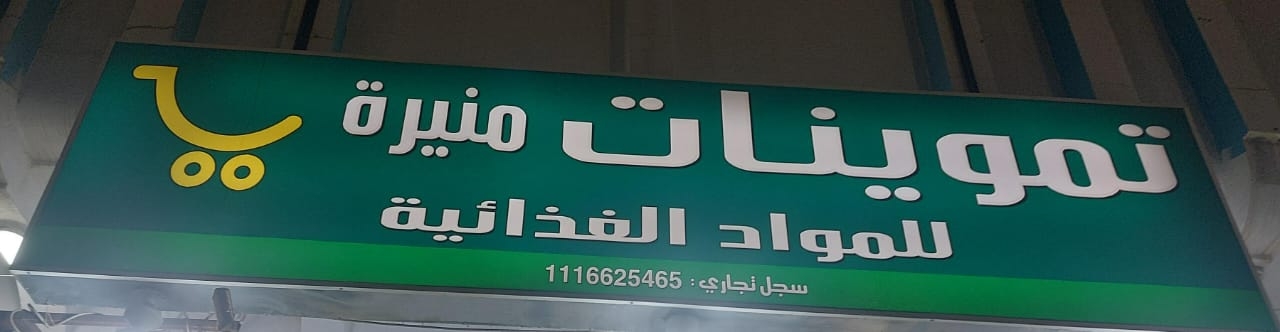 تموينات منيرة
للمواد الغذائية
سجل تجاري: 1116625465